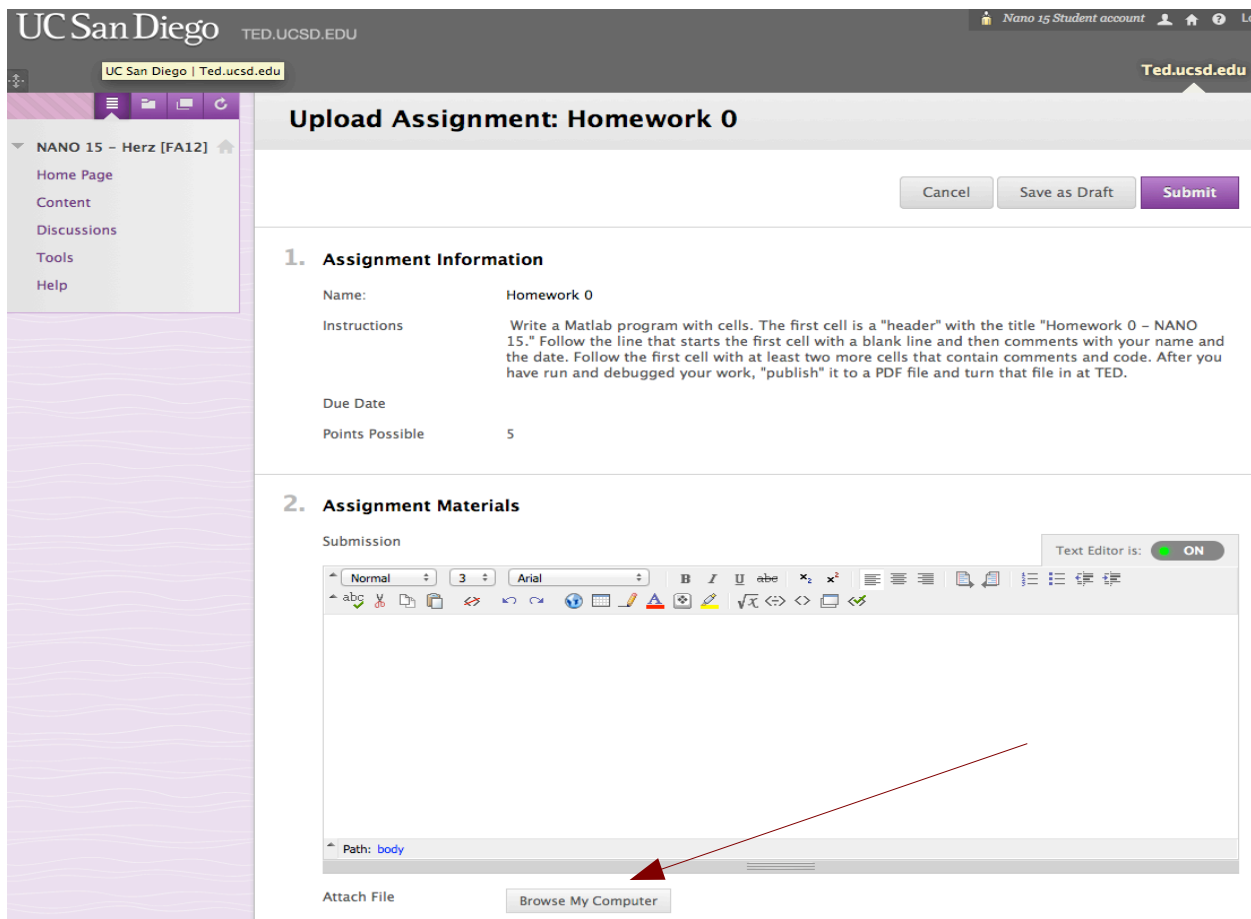 UC San Diego TED.UCSD.EDU
Nano 15 Student account
UC San Diego | Ted.ucsd.edu
Ted.ucsd.edu
Upload Assignment: Homework 0
NANO 15 – Herz [FA12]
Home Page
Content
Discussions
Tools
Help
Cancel Save as Draft Submit
1. Assignment Information
Name: Homework 0
Instructions Write a Matlab program with cells. The first cell is a "header" with the title "Homework 0 – NANO
15." Follow the line that starts the first cell with a blank line and then comments with your name and
the date. Follow the first cell with at least two more cells that contain comments and code. After you
have run and debugged your work, "publish" it to a PDF file and turn that file in at TED.
Due Date
Points Possible 5
2. Assignment Materials
Submission
Text Editor is: ON
Normal 3 Arial B I U abc x₂ x²
abc √x
Path: body
Attach File Browse My Computer